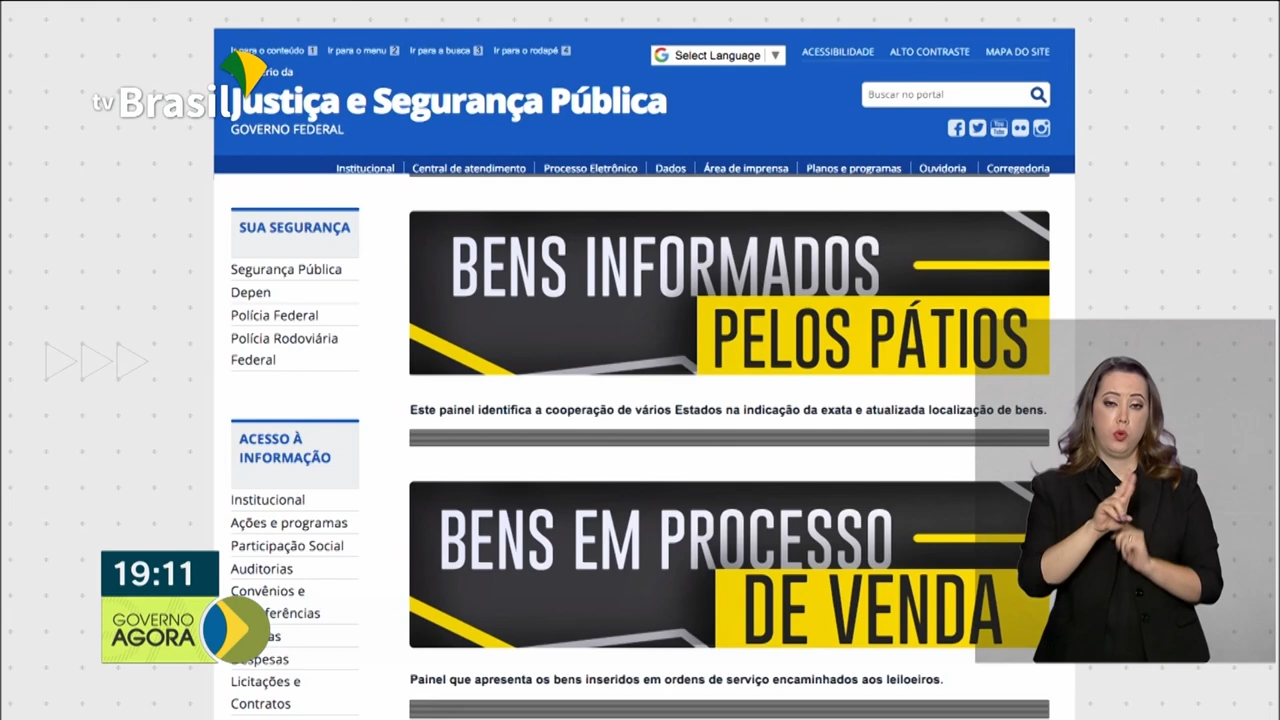 Ir para o conteúdo 1 Ir para o menu 2 Ir para a busca 3 Ir para o rodapé 4
Select Language
ACESSIBILIDADE ALTO CONTRASTE MAPA DO SITE
da
tv Brasil
Justiça e Segurança Pública
GOVERNO FEDERAL
Buscar no portal
You Tube
Institucional Central de atendimento Processo Eletrônico Dados Área de imprensa Planos e programas Ouvidoria Corregedoria
SUA SEGURANÇA
Segurança Pública
Depen
Polícia Federal
Polícia Rodoviária
Federal
BENS INFORMADOS
PELOS PÁTIOS
Este painel identifica a cooperação de vários Estados na indicação da exata e atualizada localização de bens.
ACESSO À
INFORMAÇÃO
Institucional
Ações e programas
Participação Social
Auditorias
Convênios e
Licitações e
Contratos
BENS EM PROCESSO
DE VENDA
Painel que apresenta os bens inseridos em ordens de serviço encaminhados aos leiloeiros.
19:11
GOVERNO
AGORA